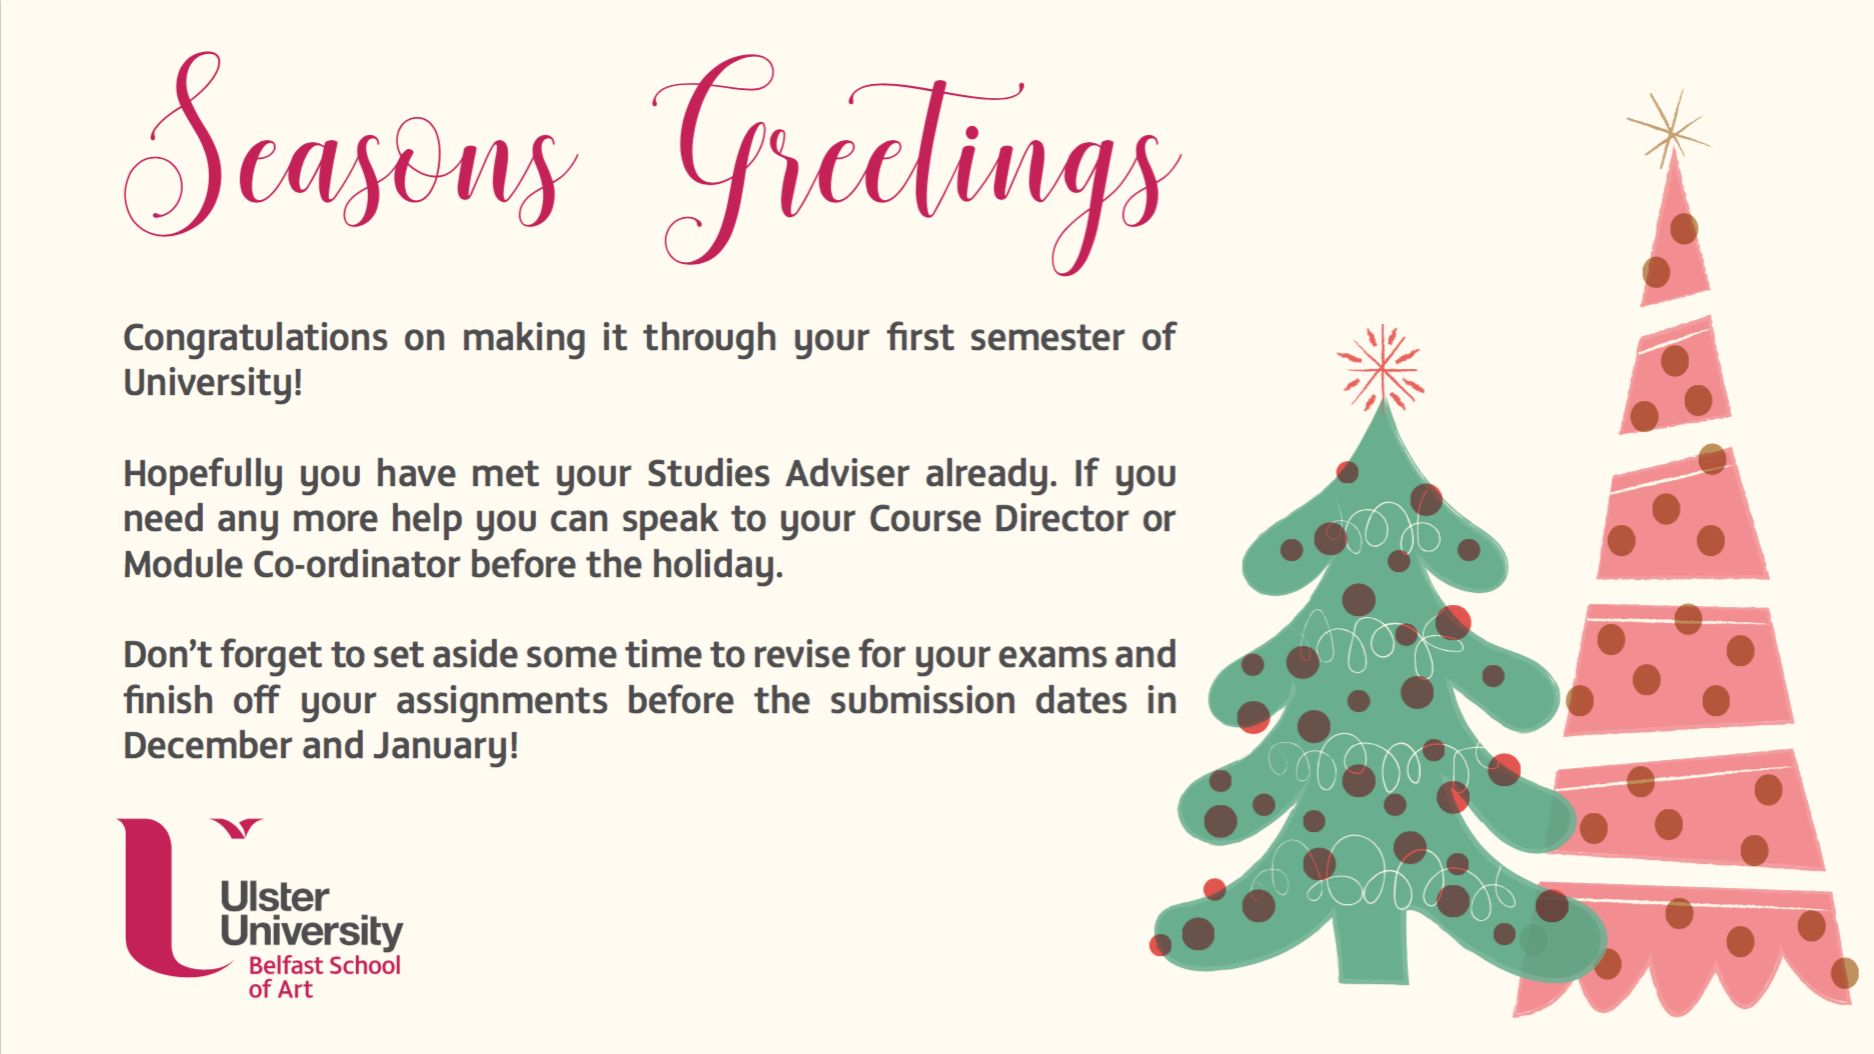 Seasons Greetings
Congratulations on making it through your first semester of
University!
Hopefully you have met your Studies Adviser already. If you
need any more help you can speak to your Course Director or
Module Co-ordinator before the holiday.
Don’t forget to set aside some time to revise for your exams and
finish off your assignments before the submission dates in
December and January!
Ulster
University
Belfast School
of Art